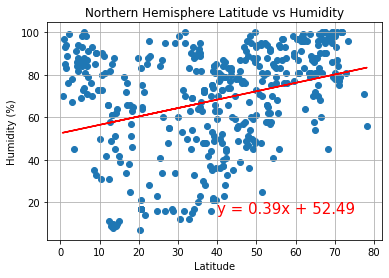 Northern Hemisphere Latitude vs Humidity
100
80
60
40
20
Humidity (%)
y = 0.39x + 52.49
0 10 20 30 40 50 60 70 80
Latitude